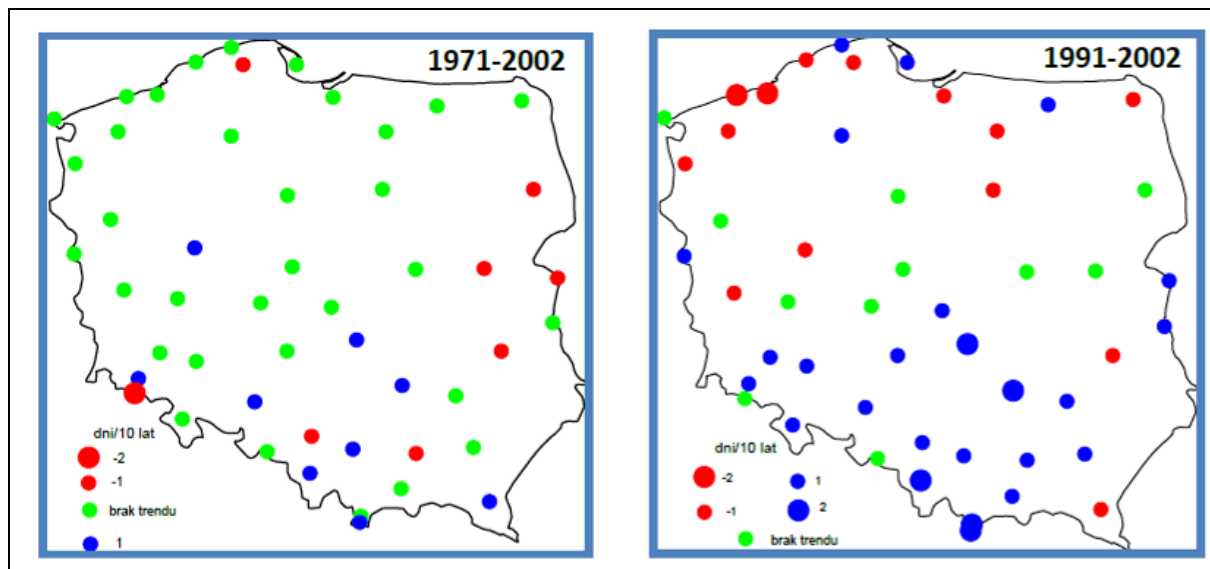 1971-2002
dni/10 lat
-2
-1
brak trendu
1
1991-2002
dni/10 lat
-2 1
-1 2
brak trendu